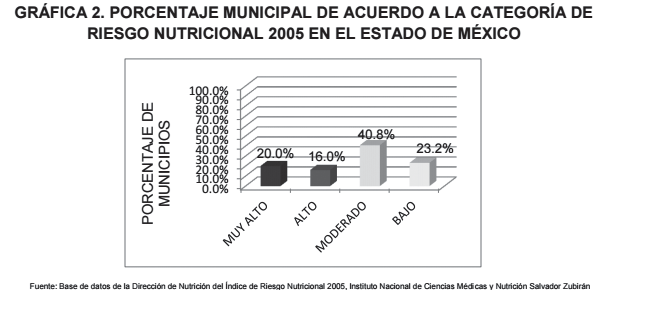 GRÁFICA 2. PORCENTAJE MUNICIPAL DE ACUERDO A LA CATEGORÍA DE
RIESGO NUTRICIONAL 2005 EN EL ESTADO DE MÉXICO
PORCENTAJE DE
MUNICIPIOS
100.0%
90.0%
80.0%
70.0%
60.0%
50.0%
40.0%
30.0%
20.0%
10.0%
0.0%
20.0%
16.0%
40.8%
23.2%
MUY ALTO
ALTO
MODERADO
BAJO
Fuente: Base de datos de la Dirección de Nutrición del Índice de Riesgo Nutricional 2005, Instituto Nacional de Ciencias Médicas y Nutrición Salvador Zubirán